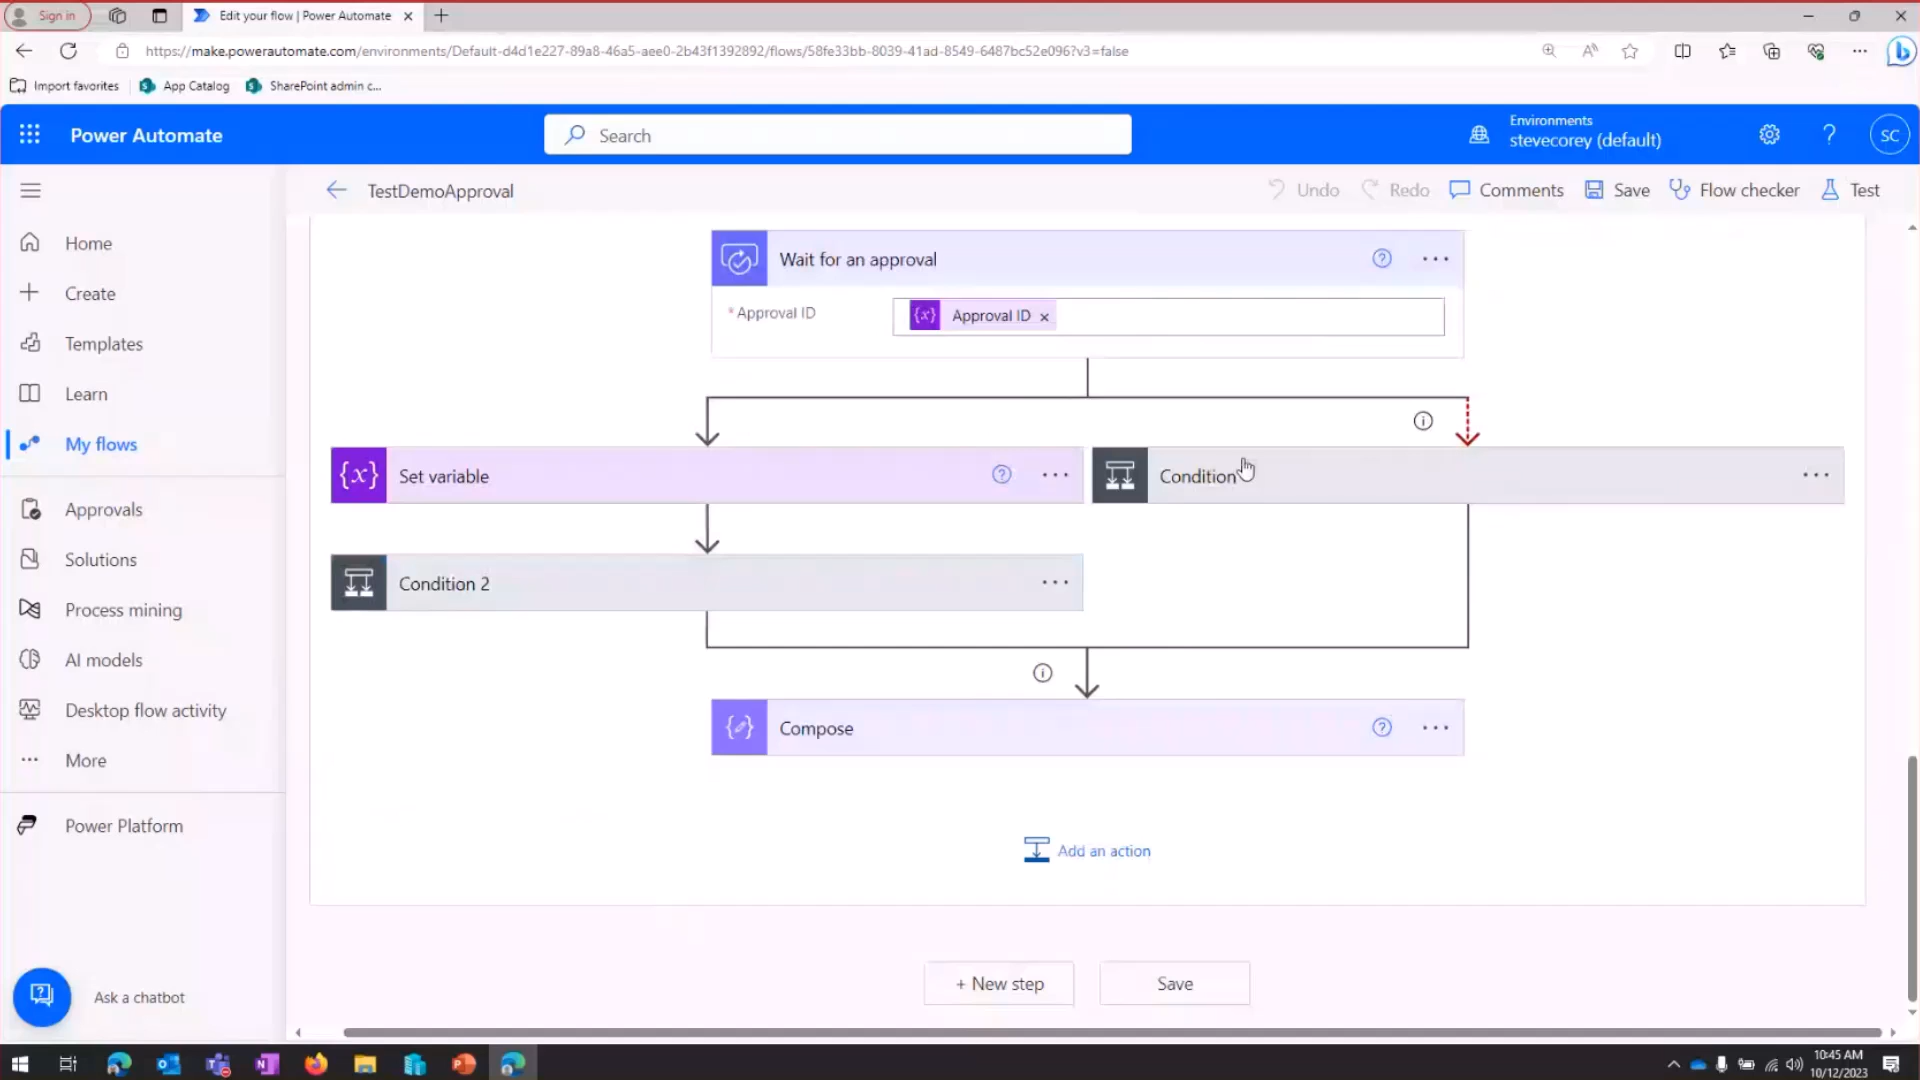 Sign in
Edit your flow | Power Automate
https://make.powerautomate.com/environments/Default-d4d1e227-89a8-46a5-aee0-2b43f1392892/flows/58fe33bb-8039-41ad-8549-6487bc52e096?v3=false
Import favorites
App Catalog
SharePoint admin c...
Power Automate
Search
Environments
stevecorey (default)
SC
TestDemoApproval
Undo
Redo
Comments
Save
Flow checker
Test
Home
Create
Templates
Learn
My flows
Approvals
Solutions
Process mining
AI models
Desktop flow activity
More
Power Platform
Ask a chatbot
Wait for an approval
* Approval ID
Approval ID
Set variable
Condition
Condition 2
Compose
Add an action
+ New step
Save
10:45 AM
10/12/2023